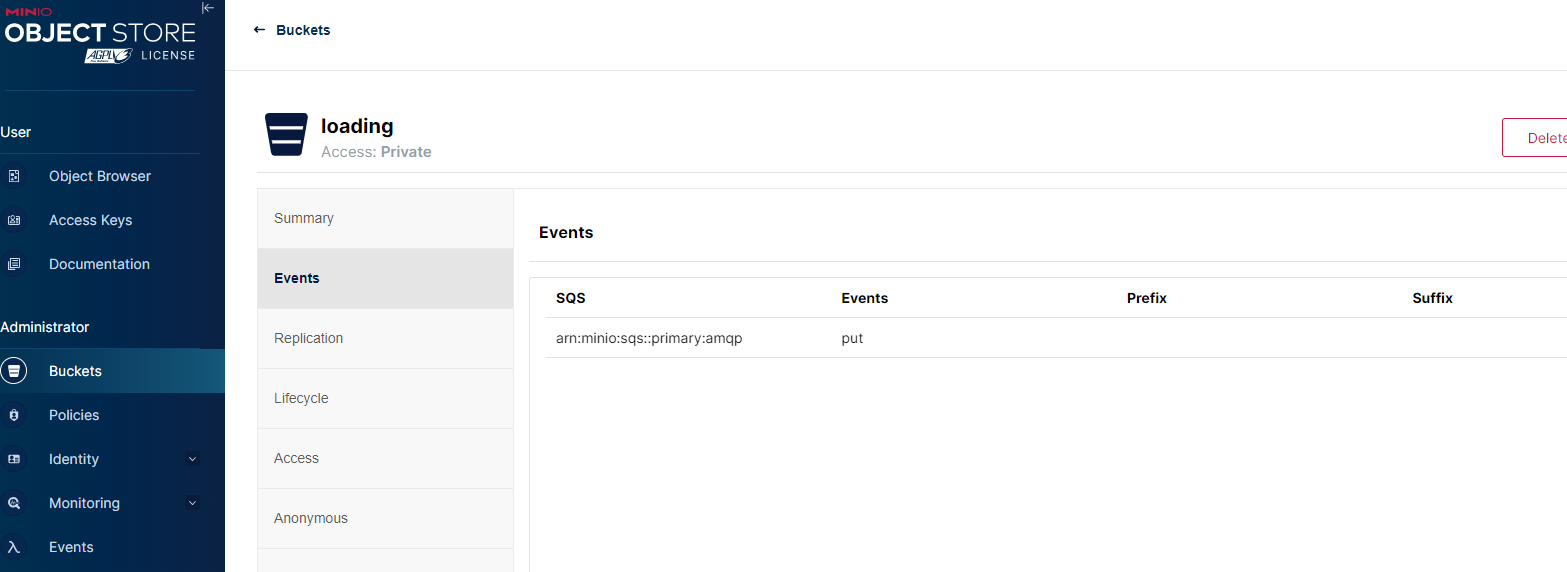 MINIO
OBJECT STORE
AGPLv3 LICENSE
User
Object Browser
Access Keys
Documentation
Administrator
Buckets
Policies
Identity
Monitoring
Events
Buckets
loading
Access: Private
Delete
Summary
Events
Replication
Lifecycle
Access
Anonymous
Events
SQS Events Prefix Suffix
arn:minio:sqs::primary:amqp put